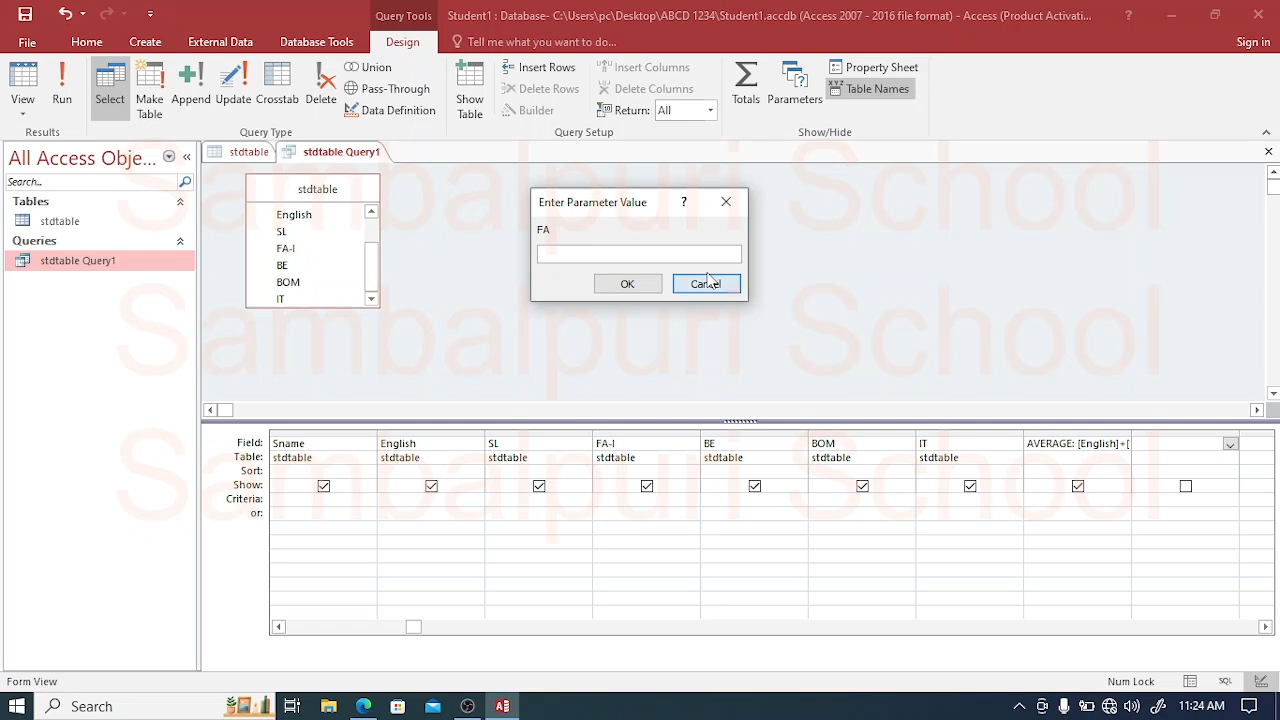 Query Tools
Student1 : Database- C:\Users\pc\Desktop\ABCD 1234\Student1.accdb (Access 2007 - 2016 file format) - Access (Product Activati...
File Home Create External Data Database Tools Design Tell me what you want to do... Sign in
View Run Select Make Table Append Update Crosstab Delete
Union
Pass-Through
Data Definition
Show Table
Insert Rows
Delete Rows
Builder
Insert Columns
Delete Columns
Return: All
Totals Parameters
Property Sheet
Table Names
Results Query Type Query Setup Show/Hide
All Access Obje...
Search...
Tables
stdtable
Queries
stdtable Query1
stdtable stdtable Query1
stdtable
English
SL
FA-I
BE
BOM
IT
Enter Parameter Value ? 
FA
OK Cancel
Sambalpuri School
Sambalpuri School
Sambalpuri School
Field: Sname English SL FA-I BE BOM IT AVERAGE: [English]+[
Table: stdtable stdtable stdtable stdtable stdtable stdtable stdtable
Sort:
Show:
Criteria:
or:
Form View Num Lock SQL
Search 11:24 AM